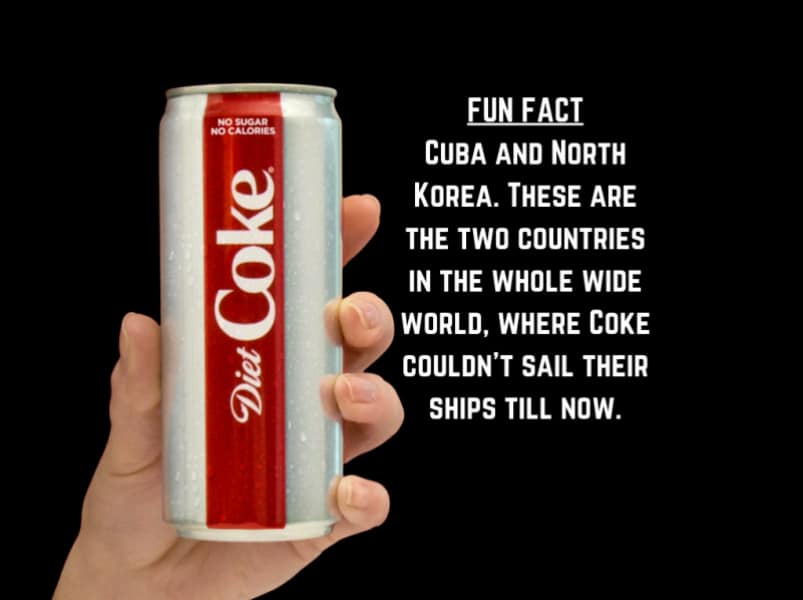 NO SUGAR
NO CALORIES
Diet Coke®
FUN FACT
CUBA AND NORTH
KOREA. THESE ARE
THE TWO COUNTRIES
IN THE WHOLE WIDE
WORLD, WHERE COKE
COULDN'T SAIL THEIR
SHIPS TILL NOW.